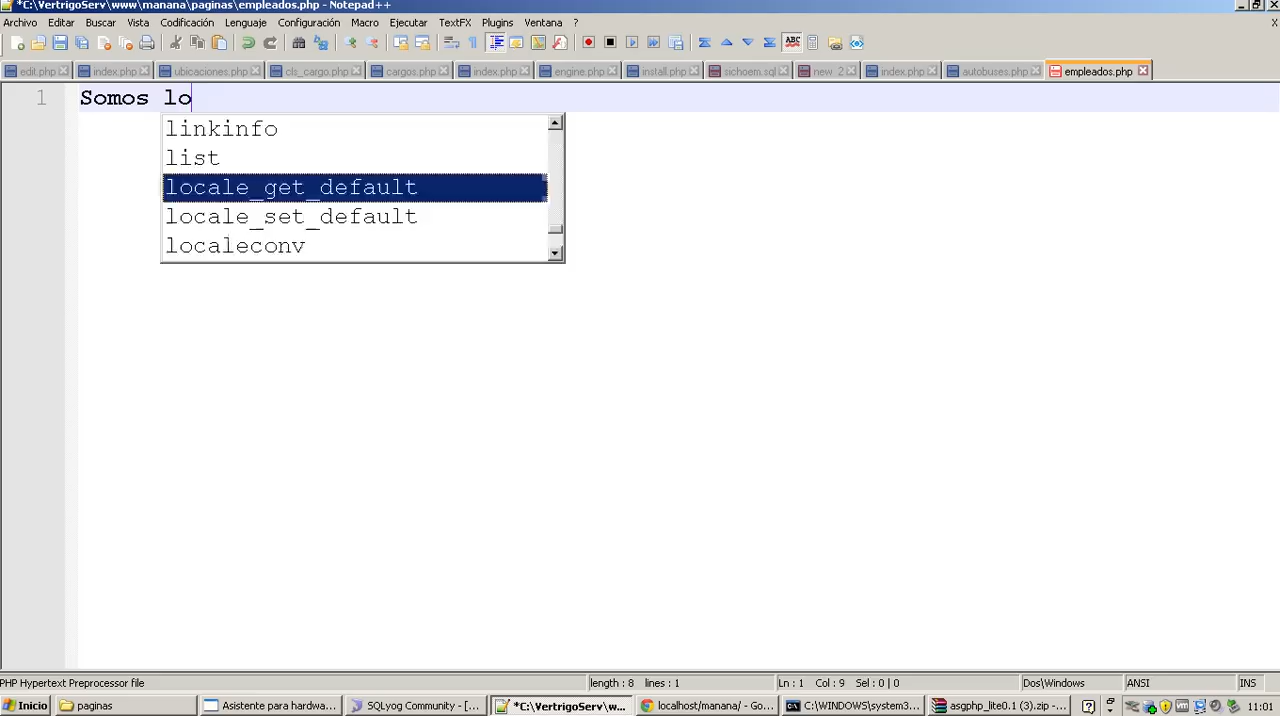 *C:\VertrigoServ\www\manana\paginas\empleados.php - Notepad++
Archivo Editar Buscar Vista Codificación Lenguaje Configuración Macro Ejecutar TextFX Plugins Ventana ?
edit.php index.php ubicaciones.php cls_cargo.php cargos.php index.php engine.php install.php sichoem.sql new 2 index.php autobuses.php empleados.php
1 Somos lo
linkinfo
list
locale_get_default
locale_set_default
localeconv
PHP Hypertext Preprocessor file length : 8 lines : 1 Ln : 1 Col : 9 Sel : 0 | 0 Dos\Windows ANSI INS
Inicio paginas Asistente para hardwa... SQLyog Community - [... *C:\VertrigoServ\w... localhost/manana/ - Go... C:\WINDOWS\system3... asgphp_lite0.1 (3).zip - ... 11:01